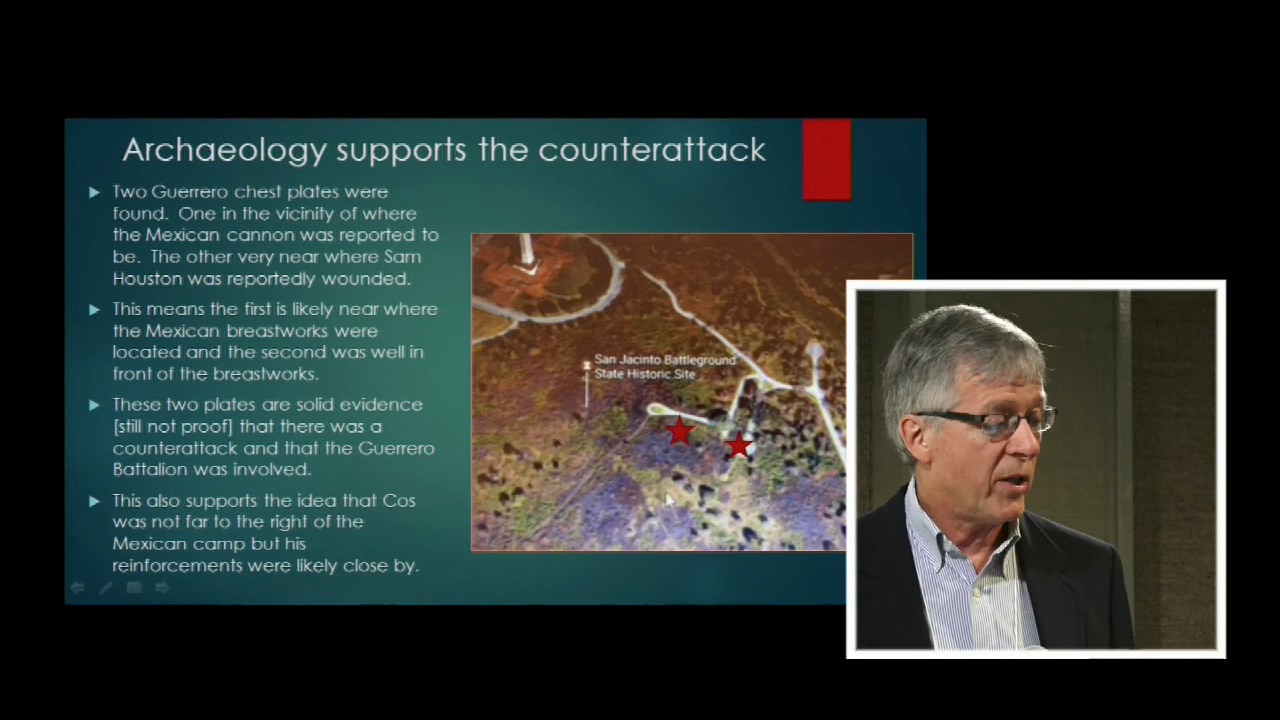 Archaeology supports the counterattack
Two Guerrero chest plates were
found. One in the vicinity of where
the Mexican cannon was reported to
be. The other very near where Sam
Houston was reportedly wounded.
This means the first is likely near where
the Mexican breastworks were
located and the second was well in
front of the breastworks.
These two plates are solid evidence
[still not proof] that there was a
counterattack and that the Guerrero
Battalion was involved.
This also supports the idea that Cos
was not far to the right of the
Mexican camp but his
reinforcements were likely close by.
San Jacinto Battleground
State Historic Site